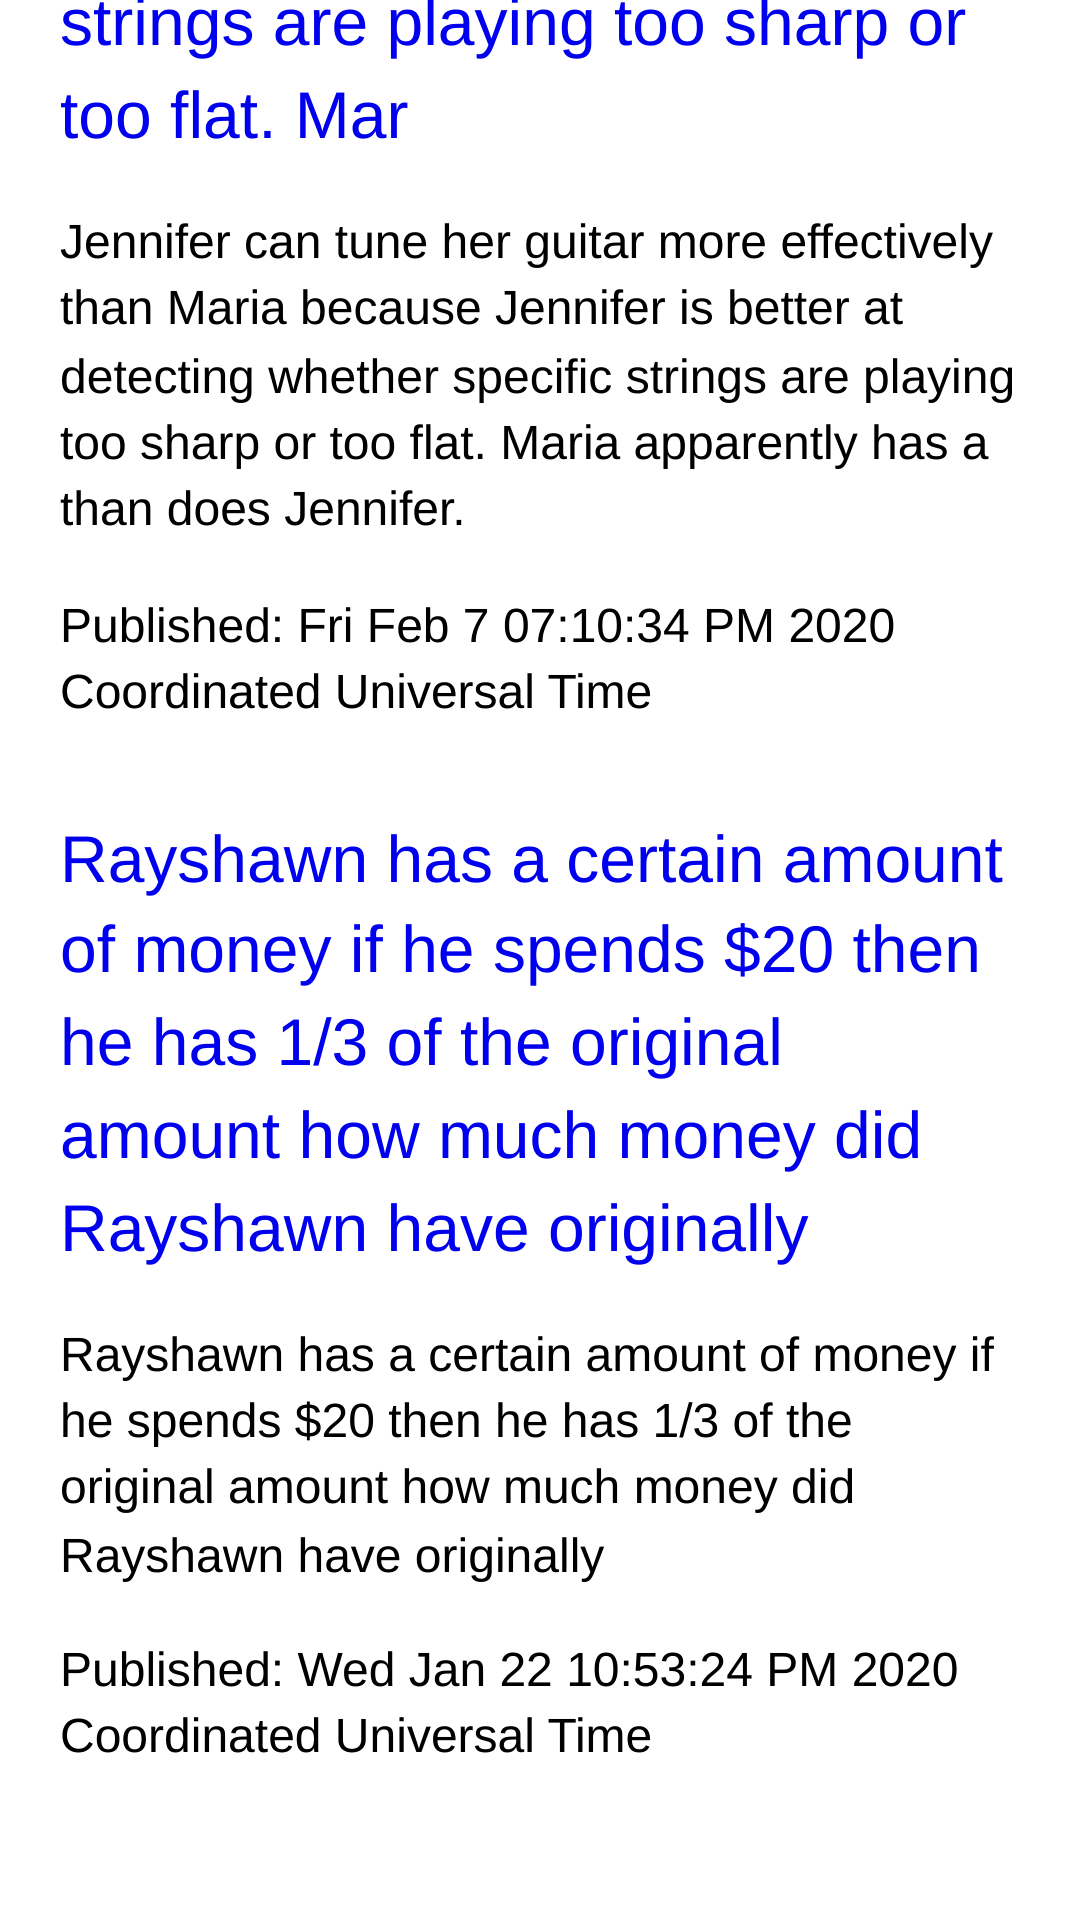 strings are playing too sharp or
too flat. Mar
Jennifer can tune her guitar more effectively
than Maria because Jennifer is better at
detecting whether specific strings are playing
too sharp or too flat. Maria apparently has a
than does Jennifer.
Published: Fri Feb 7 07:10:34 PM 2020
Coordinated Universal Time
Rayshawn has a certain amount
of money if he spends $20 then
he has 1/3 of the original
amount how much money did
Rayshawn have originally
Rayshawn has a certain amount of money if
he spends $20 then he has 1/3 of the
original amount how much money did
Rayshawn have originally
Published: Wed Jan 22 10:53:24 PM 2020
Coordinated Universal Time